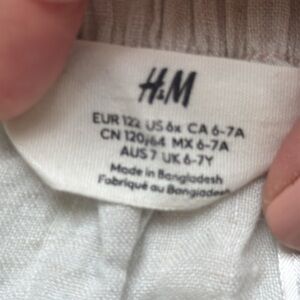 H&M
EUR 122 US 6x CA 6-7A
CN 120/64 MX 6-7A
AUS 7 UK 6-7Y
Made in Bangladesh
Fabriqué au Bangladesh